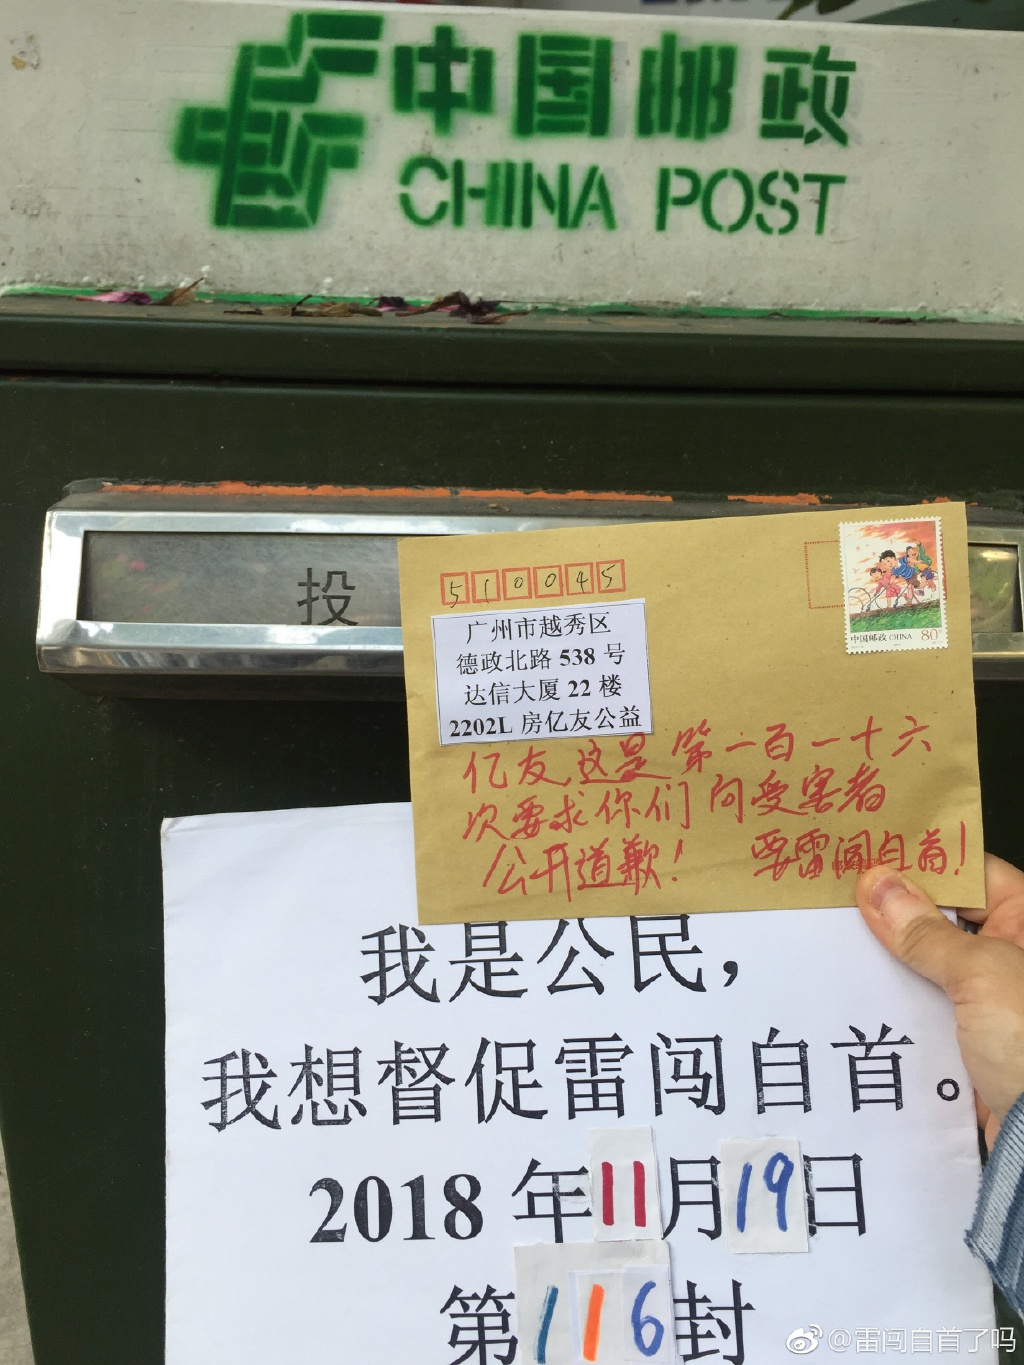 中国邮政
CHINA POST
投
510045
中国邮政 CHINA 80分
广州市越秀区
德政北路 538 号
达信大厦 22 楼
2202L 房亿友公益
亿友,这是第一百一十六
次要求你们向受害者
公开道歉！ 要雷闯自首！
我是公民，
我想督促雷闯自首。
2018 年11月19日
第116封
@雷闯自首了吗